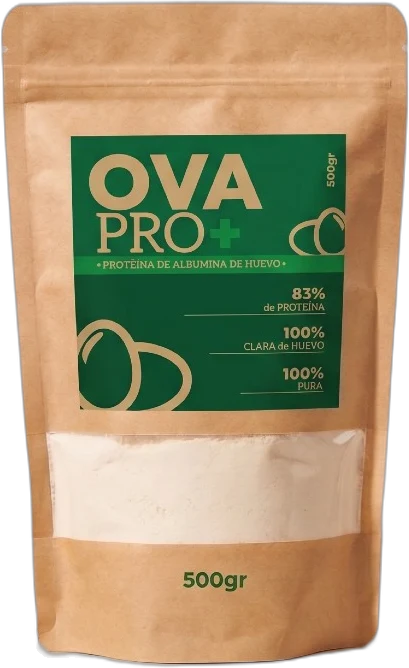 OVA
PRO+
500gr
• PROTEÍNA DE ALBUMINA DE HUEVO •
83%
de PROTEÍNA
100%
CLARA de HUEVO
100%
PURA
500gr